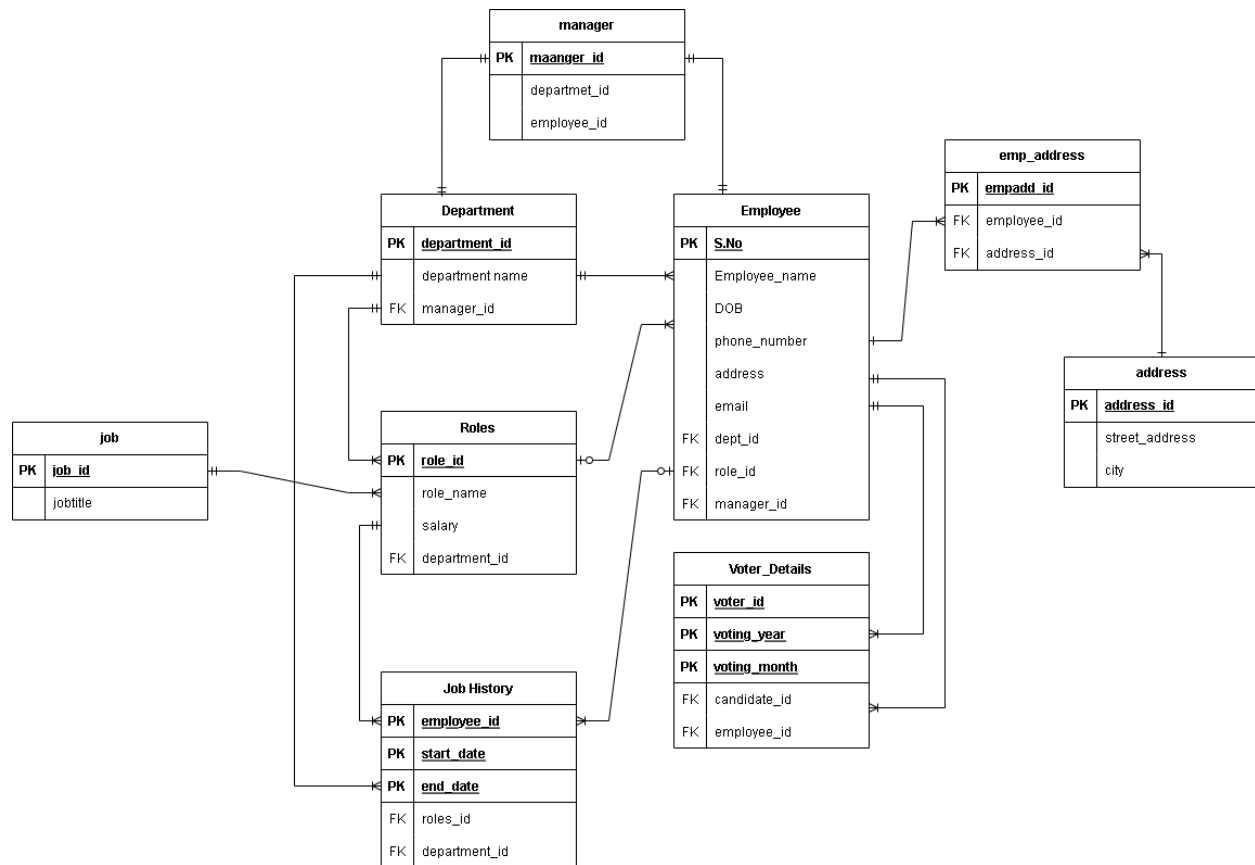 manager
PK maanger_id
departmet_id
employee_id
emp_address
PK empadd_id
FK employee_id
FK address_id
Department
PK department_id
department name
FK manager_id
Employee
PK S.No
Employee_name
DOB
phone_number
address
email
FK dept_id
FK role_id
FK manager_id
address
PK address_id
street_address
city
job
PK job_id
jobtitle
Roles
PK role_id
role_name
salary
FK department_id
Voter_Details
PK voter_id
PK voting_year
PK voting_month
FK candidate_id
FK employee_id
Job History
PK employee_id
PK start_date
PK end_date
FK roles_id
FK department_id